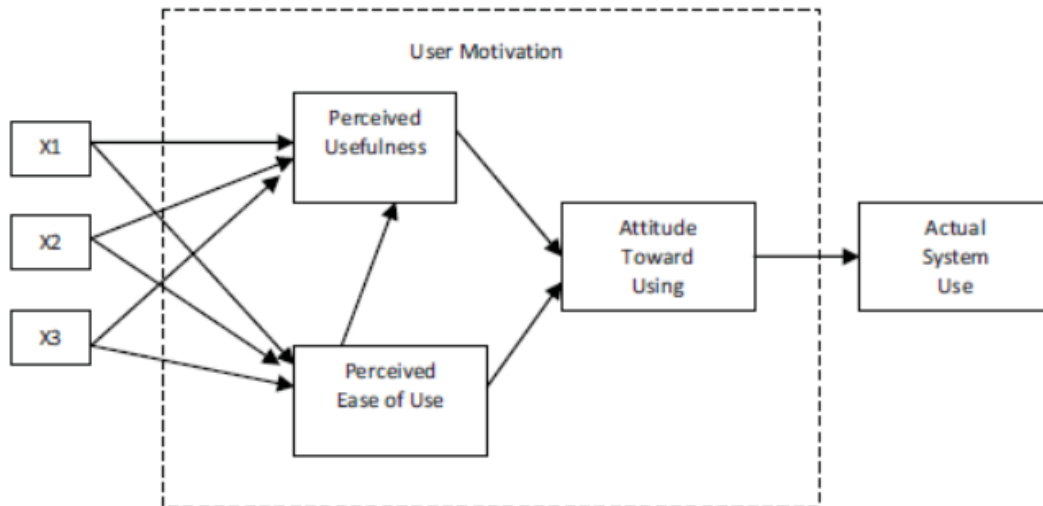 User Motivation
X1
X2
X3
Perceived
Usefulness
Perceived
Ease of Use
Attitude
Toward
Using
Actual
System
Use